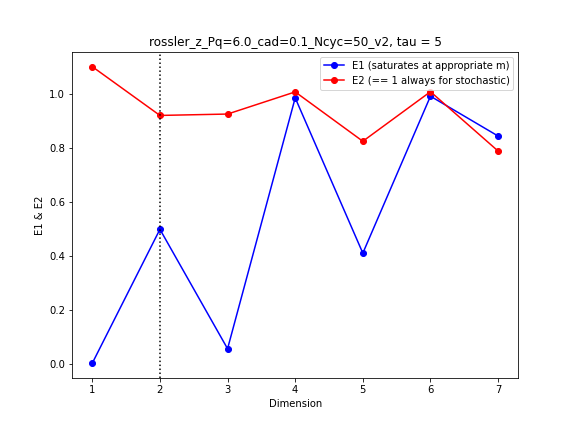 rossler_z_Pq=6.0_cad=0.1_Ncyc=50_v2, tau = 5
E1 (saturates at appropriate m)
E2 (== 1 always for stochastic)
E1 & E2
1.0
0.8
0.6
0.4
0.2
0.0
1 2 3 4 5 6 7
Dimension